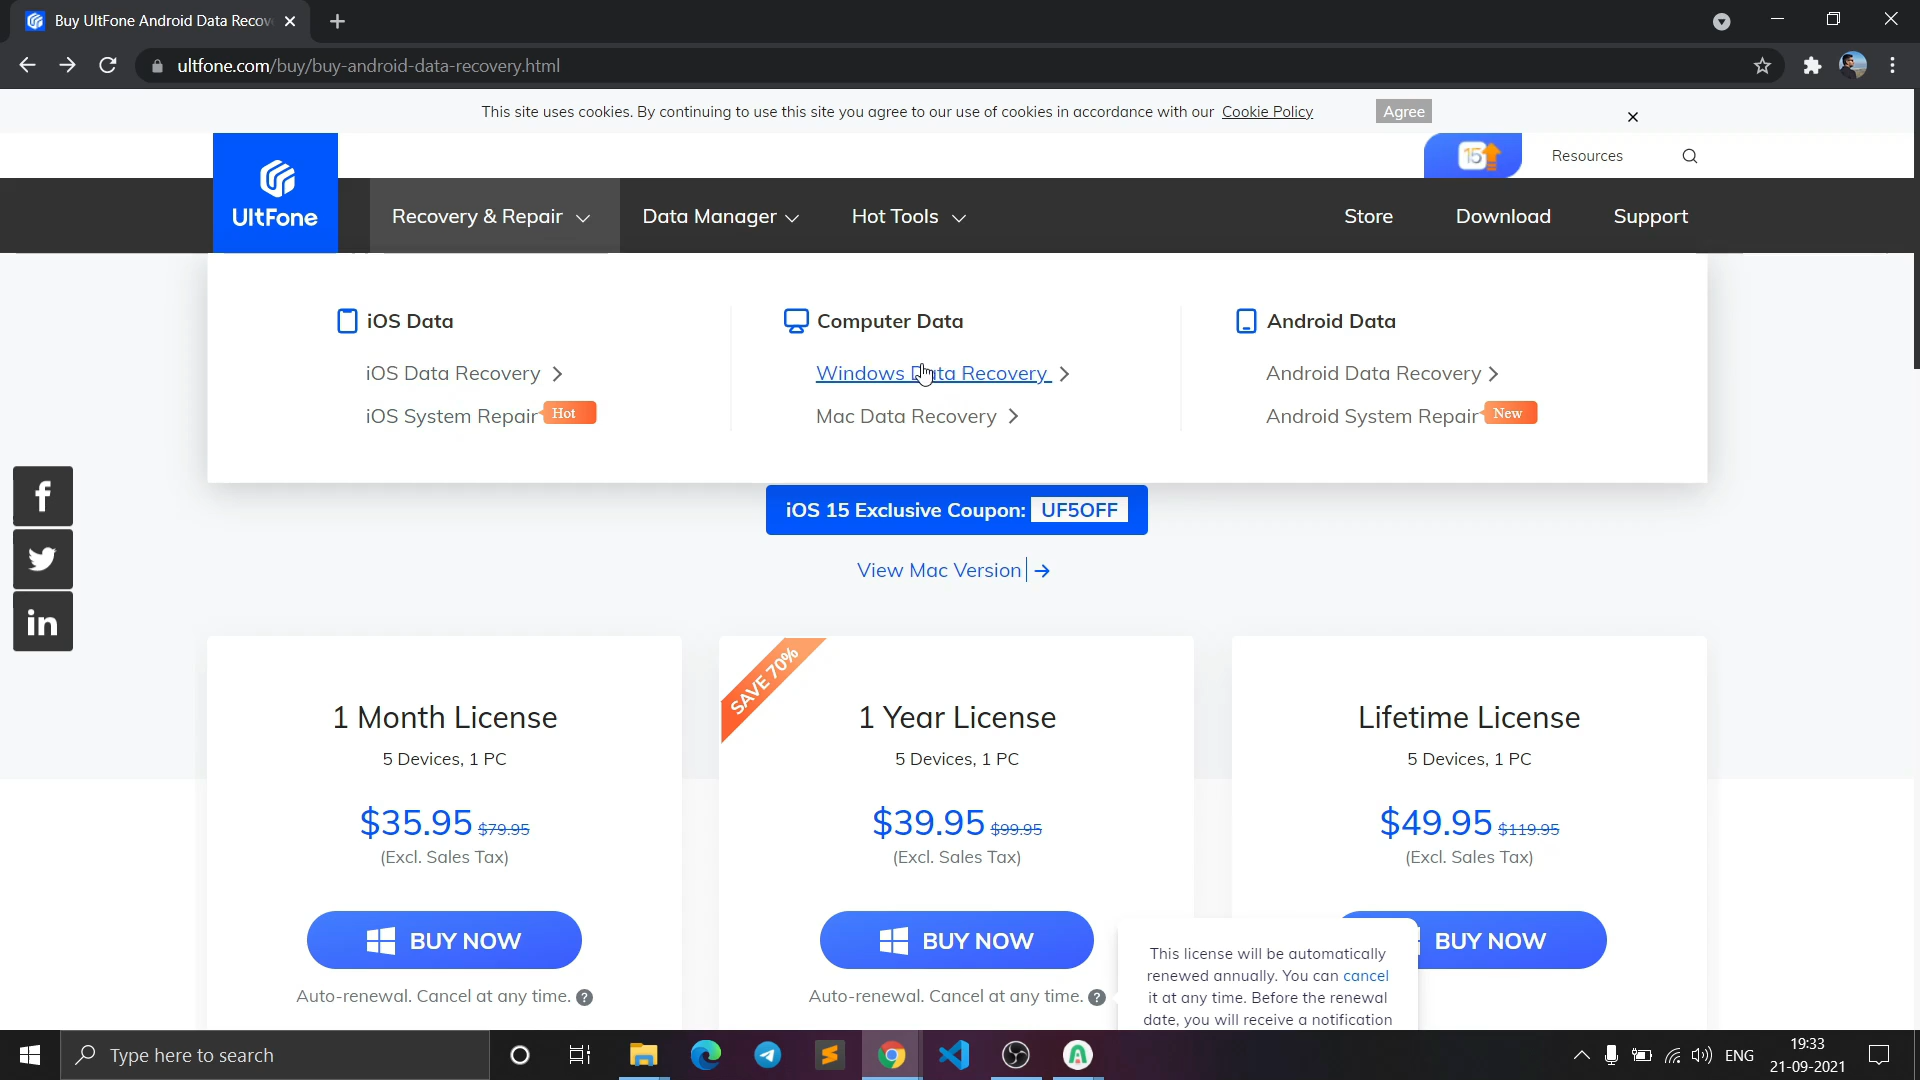 Buy UltFone Android Data Recov
ultfone.com/buy/buy-android-data-recovery.html
This site uses cookies. By continuing to use this site you agree to our use of cookies in accordance with our Cookie Policy
Agree
15
Resources
UltFone
Recovery & Repair
Data Manager
Hot Tools
Store
Download
Support
iOS Data
iOS Data Recovery
iOS System Repair Hot
Computer Data
Windows Data Recovery
Mac Data Recovery
Android Data
Android Data Recovery
Android System Repair New
iOS 15 Exclusive Coupon: UF5OFF
View Mac Version
1 Month License
5 Devices, 1 PC
$35.95 $79.95
(Excl. Sales Tax)
BUY NOW
Auto-renewal. Cancel at any time. ?
SAVE 70%
1 Year License
5 Devices, 1 PC
$39.95 $99.95
(Excl. Sales Tax)
BUY NOW
Auto-renewal. Cancel at any time. ?
Lifetime License
5 Devices, 1 PC
$49.95 $119.95
(Excl. Sales Tax)
BUY NOW
This license will be automatically
renewed annually. You can cancel
it at any time. Before the renewal
date, you will receive a notification
Type here to search
ENG
19:33
21-09-2021